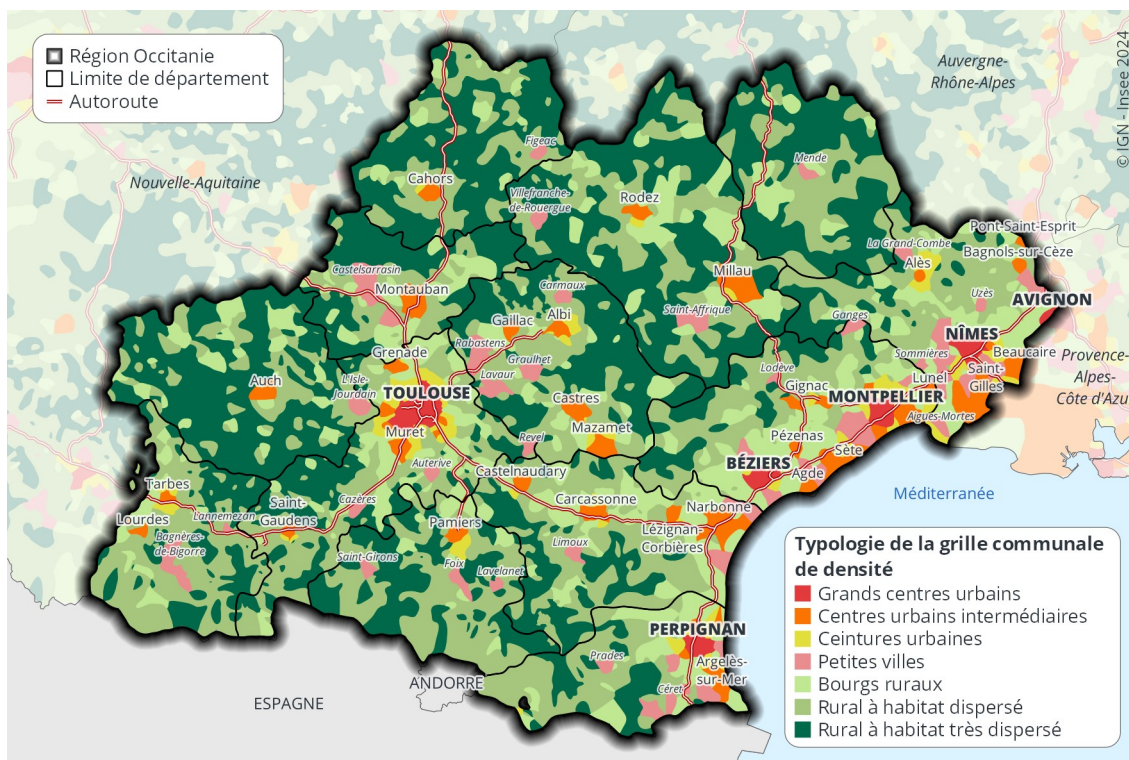 Région Occitanie
Limite de département
Autoroute
Auvergne-
Rhône-Alpes
© IGN - Insee 2024
Nouvelle-Aquitaine
Figeac
Mende
Cahors
Villefranche-
de-Rouergue
Rodez
Pont-Saint-Esprit
La Grand-Combe
Bagnols-sur-Cèze
Alès
Castelsarrasin
Millau
Montauban
Carmaux
Uzès
AVIGNON
Saint-Affrique
Ganges
Gaillac
Albi
NÎMES
Rabastens
Grenade
Graulhet
Sommières
Beaucaire
Provence-
Alpes-
Côte d'Azu
Auch
L'Isle-
Jourdain
Lavaur
Lodève
Lunel
Saint-
Gilles
TOULOUSE
Castres
Gignac
MONTPELLIER
Aigues-Mortes
Muret
Revel
Mazamet
Pézenas
Sète
Auterive
Castelnaudary
BÉZIERS
Agde
Tarbes
Saint-
Gaudens
Cazères
Carcassonne
Narbonne
Méditerranée
Lourdes
Lannemezan
Pamiers
Lézignan-
Corbières
Bagnères-
de-Bigorre
Saint-Girons
Foix
Limoux
Lavelanet
PERPIGNAN
Prades
Argelès-
sur-Mer
Céret
ANDORRE
ESPAGNE
Typologie de la grille communale
de densité
Grands centres urbains
Centres urbains intermédiaires
Ceintures urbaines
Petites villes
Bourgs ruraux
Rural à habitat dispersé
Rural à habitat très dispersé